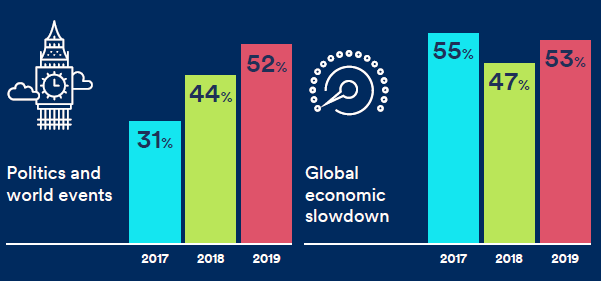 31%
44%
52%
Politics and
world events
2017
2018
2019
55%
47%
53%
Global
economic
slowdown
2017
2018
2019